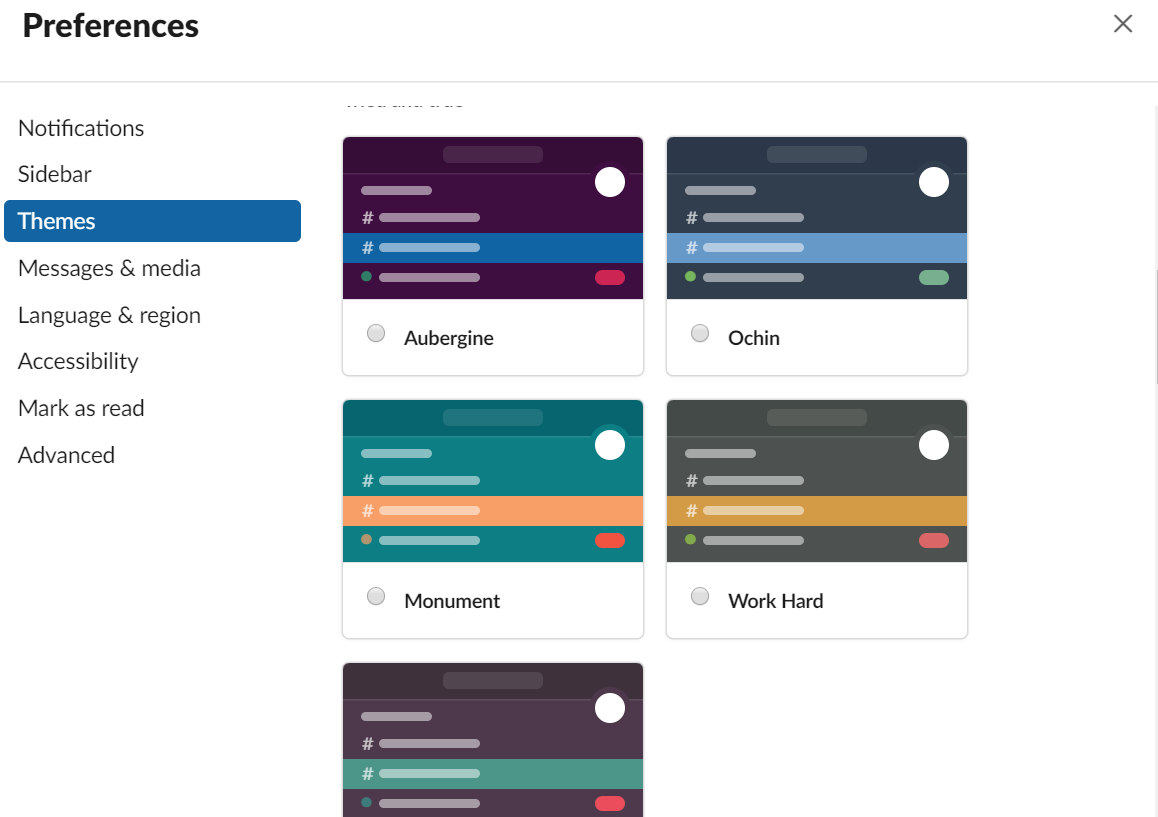 Preferences
Notifications
Sidebar
Themes
Messages & media
Language & region
Accessibility
Mark as read
Advanced
#
#
Aubergine
#
#
Ochin
#
#
Monument
#
#
Work Hard
#
#